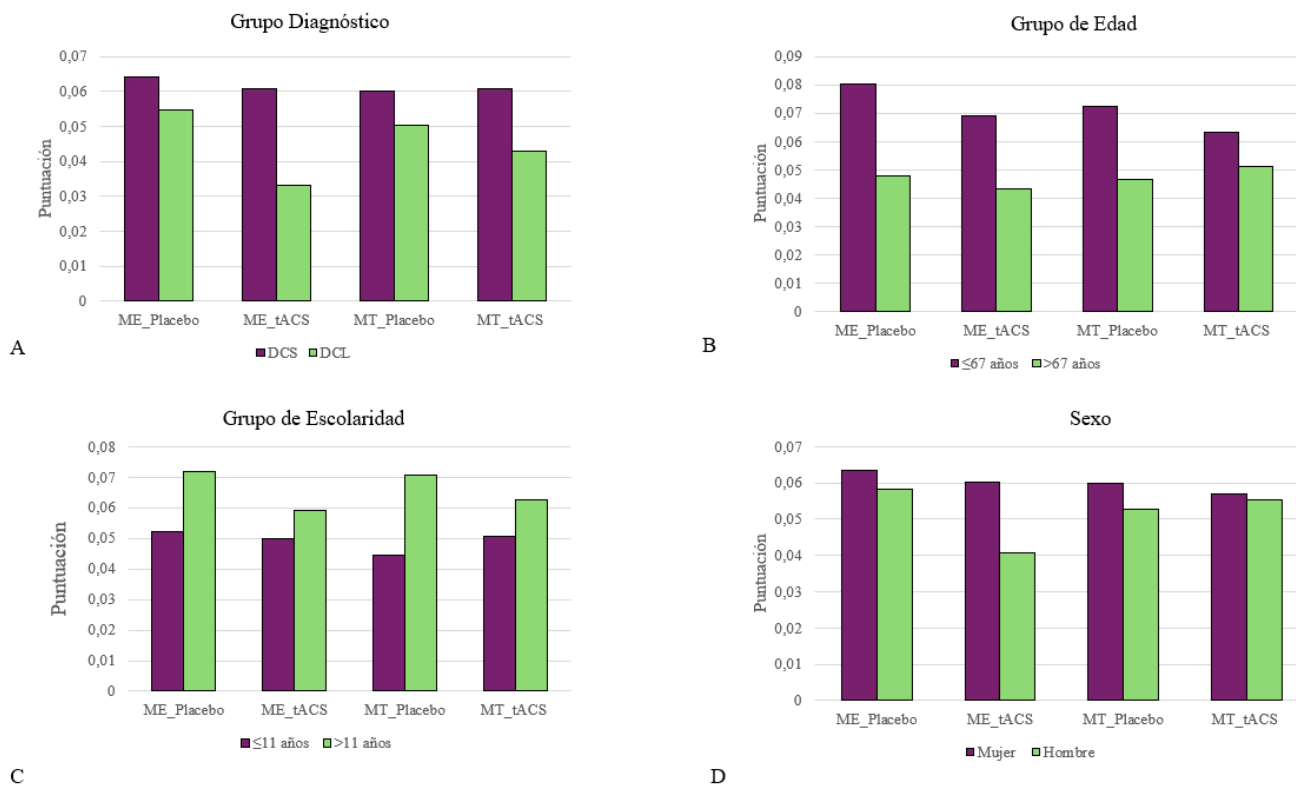 Grupo Diagnóstico
Puntuación
0,07
0,06
0,05
0,04
0,03
0,02
0,01
0
ME_Placebo ME_tACS MT_Placebo MT_tACS
DCS DCL
A
Grupo de Edad
Puntuación
0,09
0,08
0,07
0,06
0,05
0,04
0,03
0,02
0,01
0
ME_Placebo ME_tACS MT_Placebo MT_tACS
≤67 años >67 años
B
Grupo de Escolaridad
Puntuación
0,08
0,07
0,06
0,05
0,04
0,03
0,02
0,01
0
ME_Placebo ME_tACS MT_Placebo MT_tACS
≤11 años >11 años
C
Sexo
Puntuación
0,07
0,06
0,05
0,04
0,03
0,02
0,01
0
ME_Placebo ME_tACS MT_Placebo MT_tACS
Mujer Hombre
D